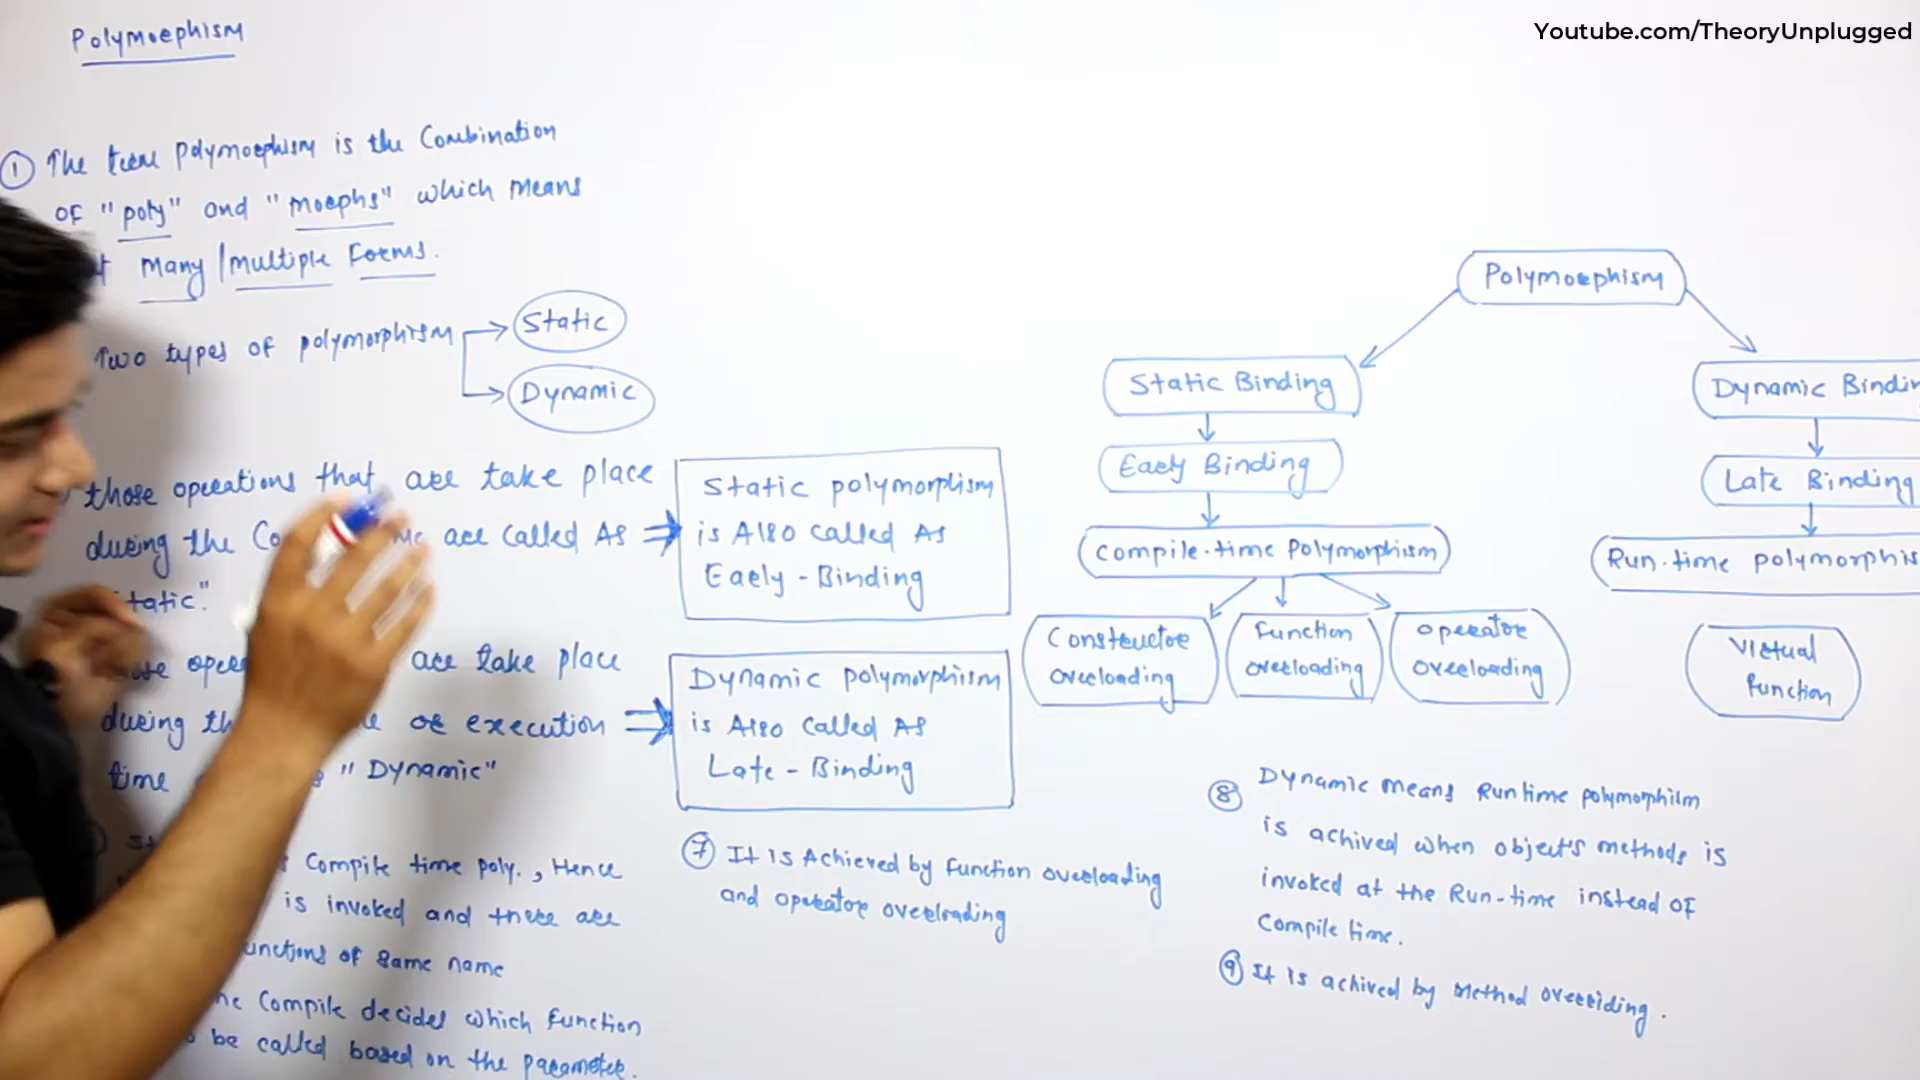 Youtube.com/TheoryUnplugged
Polymorphism
① The term Polymorphism is the Combination
of "poly" and "morphs" which means
many/multiple Forms.
Two types of polymorphism
Static
Dynamic
those operations that are take place
during the are called As
are take place
during or execution
time "Dynamic"
Compile time poly., Hence
is invoked and there are
of same name
Compile decides which function
be called based on the parameter.
Static polymorphism
is Also called As
Early - Binding
Dynamic polymorphism
is Also called As
Late - Binding
⑦ It is Achieved by function overloading
and operator overloading
Polymorphism
Static Binding
Early Binding
Compile-time Polymorphism
Constructor
overloading
Function
overloading
operator
overloading
Dynamic
Late Binding
Run-time
Virtual
function
⑧ Dynamic means Runtime polymorphism
is achived when object's methods is
invoked at the Run-time instead of
Compile time.
⑨ It is achived by method overriding.